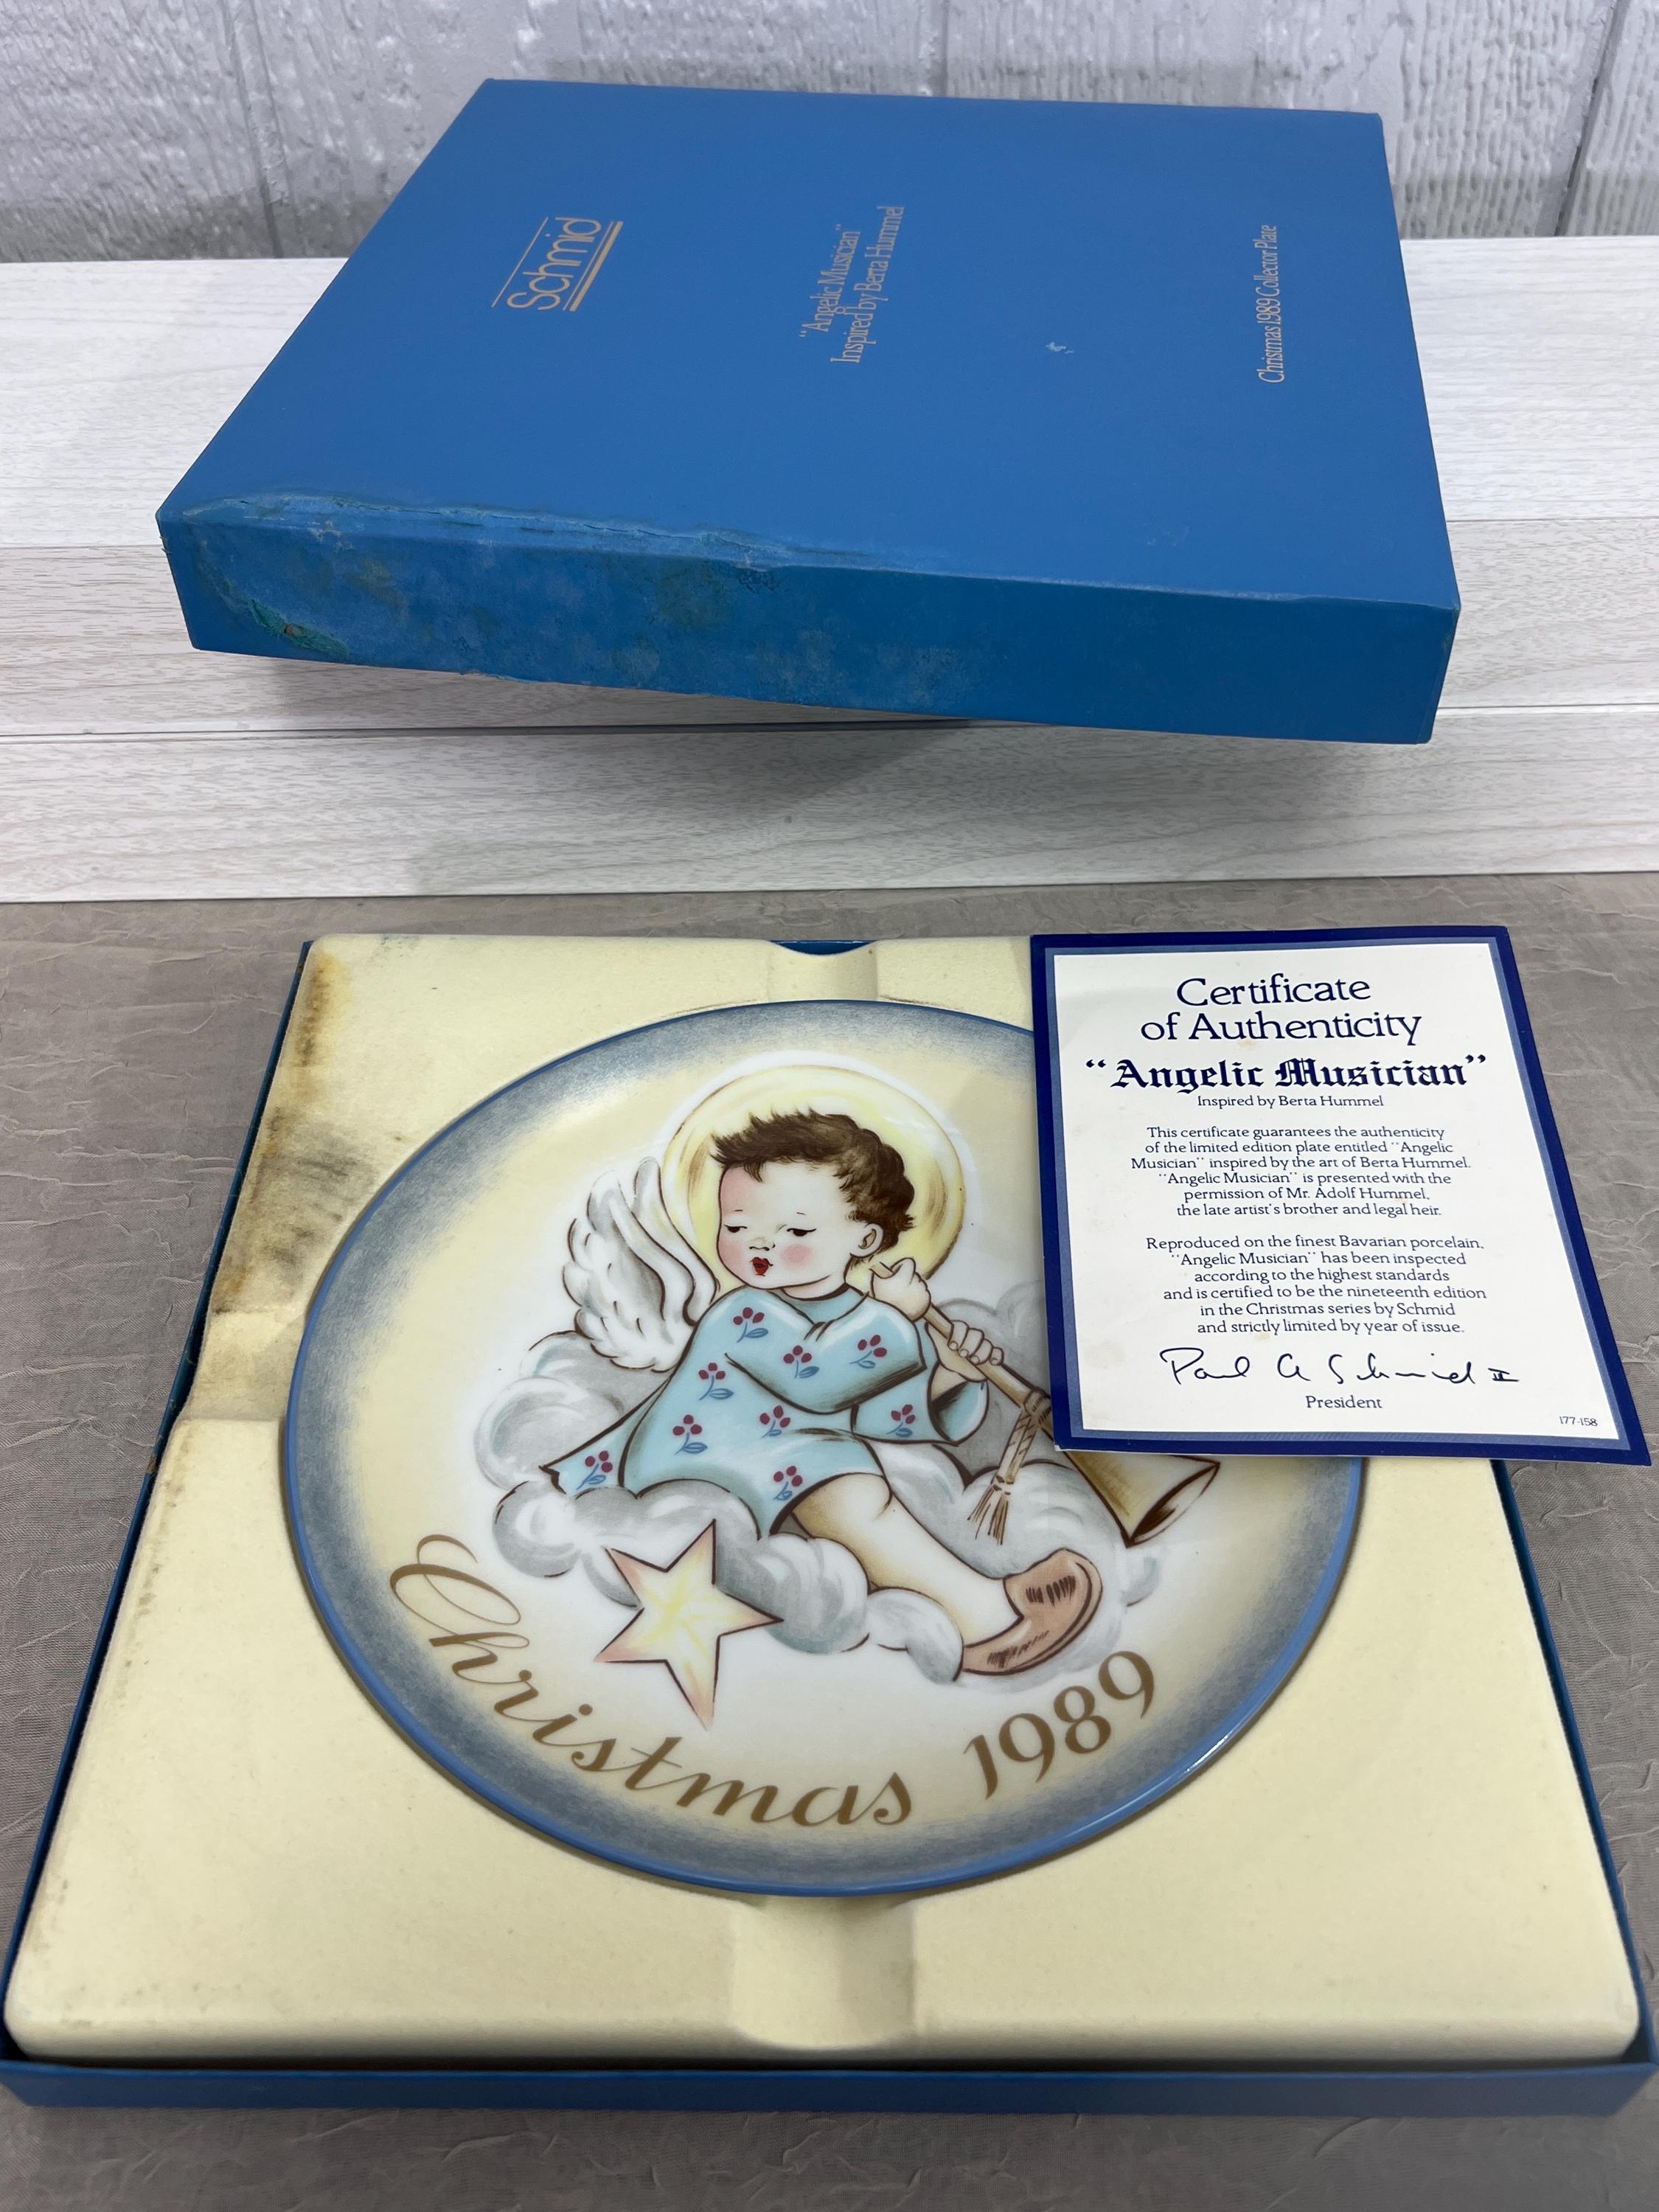 Schmid
"Angelic Musician"
Inspired by Berta Hummel
Christmas 1989 Collector Plate
Certificate
of Authenticity
"Angelic Musician"
Inspired by Berta Hummel
This certificate guarantees the authenticity
of the limited edition plate entitled "Angelic
Musician" inspired by the art of Berta Hummel.
"Angelic Musician" is presented with the
permission of Mr. Adolf Hummel,
the late artist's brother and legal heir.
Reproduced on the finest Bavarian porcelain,
"Angelic Musician" has been inspected
according to the highest standards
and is certified to be the nineteenth edition
in the Christmas series by Schmid
and strictly limited by year of issue.
Paul A Schmid II
President
177-158
Christmas 1989